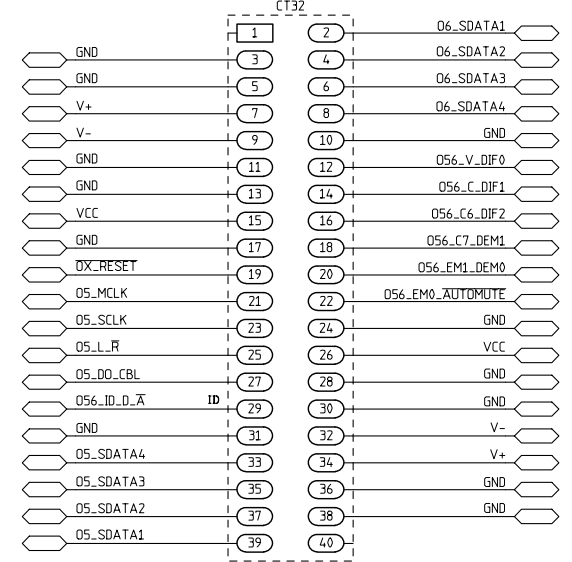 CT32
1 2 O6_SDATA1
GND 3 4 O6_SDATA2
GND 5 6 O6_SDATA3
V+ 7 8 O6_SDATA4
V- 9 10 GND
GND 11 12 O56_V_DIF0
GND 13 14 O56_C_DIF1
VCC 15 16 O56_C6_DIF2
GND 17 18 O56_C7_DEM1
OX_RESET 19 20 O56_EM1_DEM0
O5_MCLK 21 22 O56_EM0_AUTOMUTE
O5_SCLK 23 24 GND
O5_L_R 25 26 VCC
O5_DO_CBL 27 28 GND
O56_ID_D_A ID 29 30 GND
GND 31 32 V-
O5_SDATA4 33 34 V+
O5_SDATA3 35 36 GND
O5_SDATA2 37 38 GND
O5_SDATA1 39 40